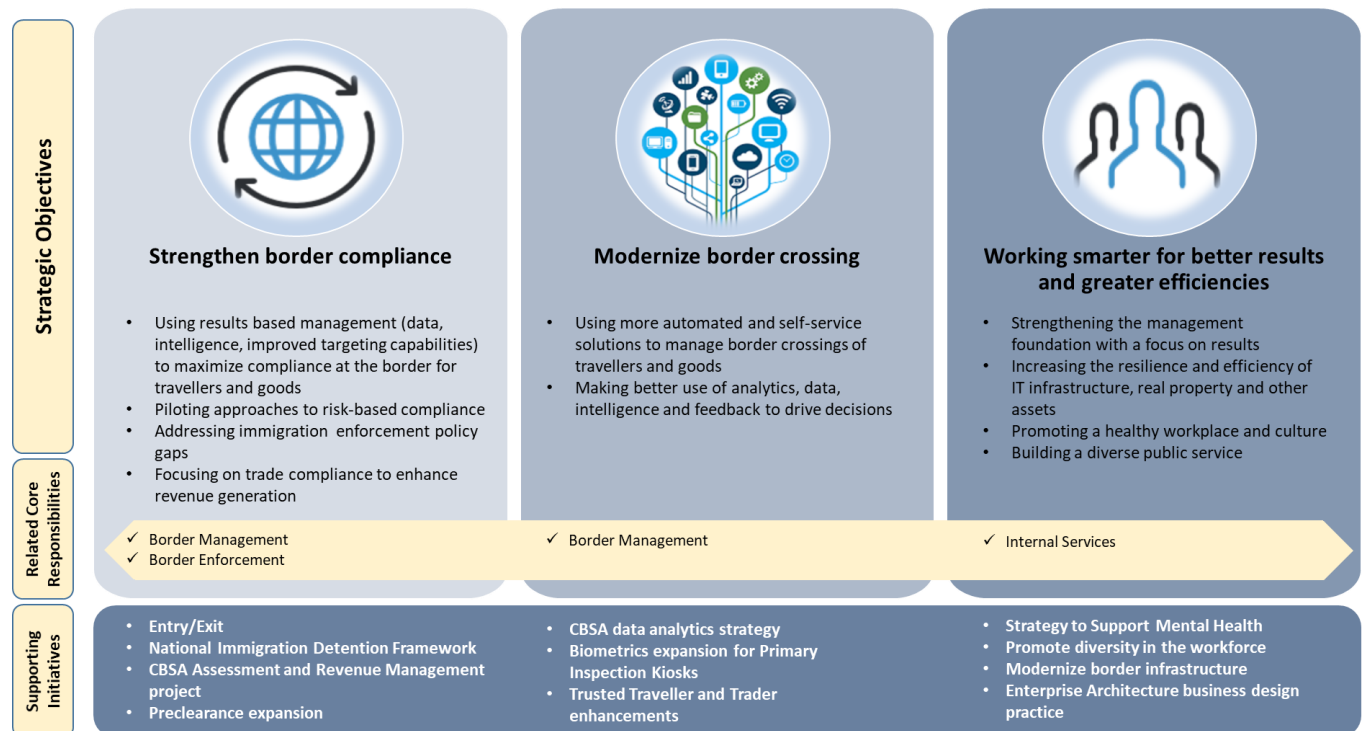 Strategic Objectives
Strengthen border compliance
• Using results based management (data,
intelligence, improved targeting capabilities)
to maximize compliance at the border for
travellers and goods
• Piloting approaches to risk-based compliance
• Addressing immigration enforcement policy
gaps
• Focusing on trade compliance to enhance
revenue generation
Modernize border crossing
• Using more automated and self-service
solutions to manage border crossings of
travellers and goods
• Making better use of analytics, data,
intelligence and feedback to drive decisions
Working smarter for better results
and greater efficiencies
• Strengthening the management
foundation with a focus on results
• Increasing the resilience and efficiency of
IT infrastructure, real property and other
assets
• Promoting a healthy workplace and culture
• Building a diverse public service
Related Core
Responsibilities
✓ Border Management
✓ Border Enforcement
✓ Border Management
✓ Internal Services
Supporting
Initiatives
• Entry/Exit
• National Immigration Detention Framework
• CBSA Assessment and Revenue Management
project
• Preclearance expansion
• CBSA data analytics strategy
• Biometrics expansion for Primary
Inspection Kiosks
• Trusted Traveller and Trader
enhancements
• Strategy to Support Mental Health
• Promote diversity in the workforce
• Modernize border infrastructure
• Enterprise Architecture business design
practice